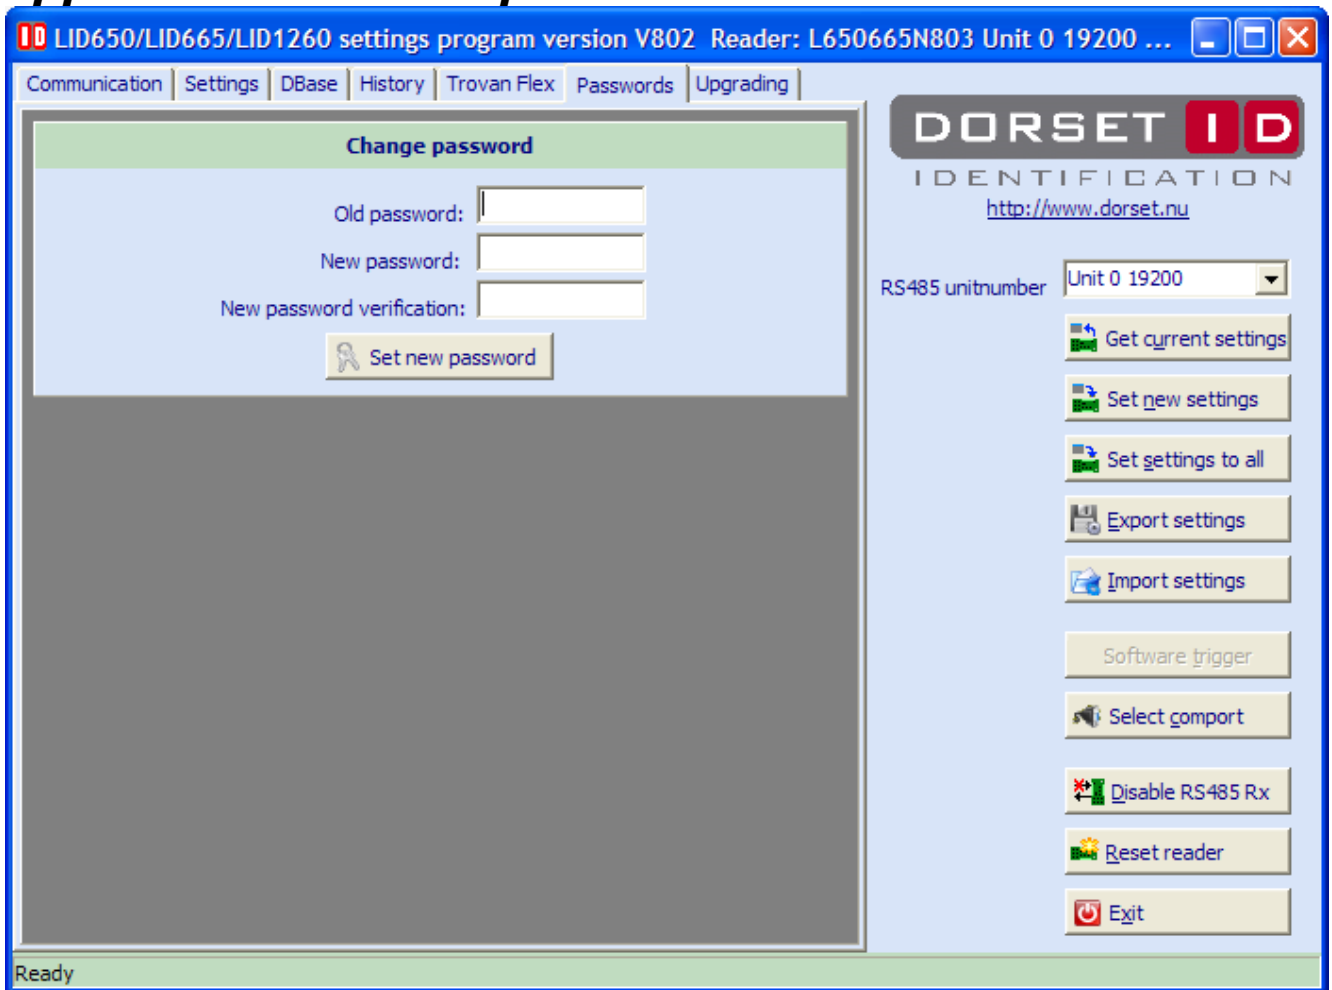 LID650/LID665/LID1260 settings program version V802 Reader: L650665N803 Unit 0 19200 ...
Communication Settings DBase History Trovan Flex Passwords Upgrading
Change password
Old password:
New password:
New password verification:
Set new password
DORSET ID
IDENTIFICATION
http://www.dorset.nu
RS485 unitnumber Unit 0 19200
Get current settings
Set new settings
Set settings to all
Export settings
Import settings
Software trigger
Select comport
Disable RS485 Rx
Reset reader
Exit
Ready